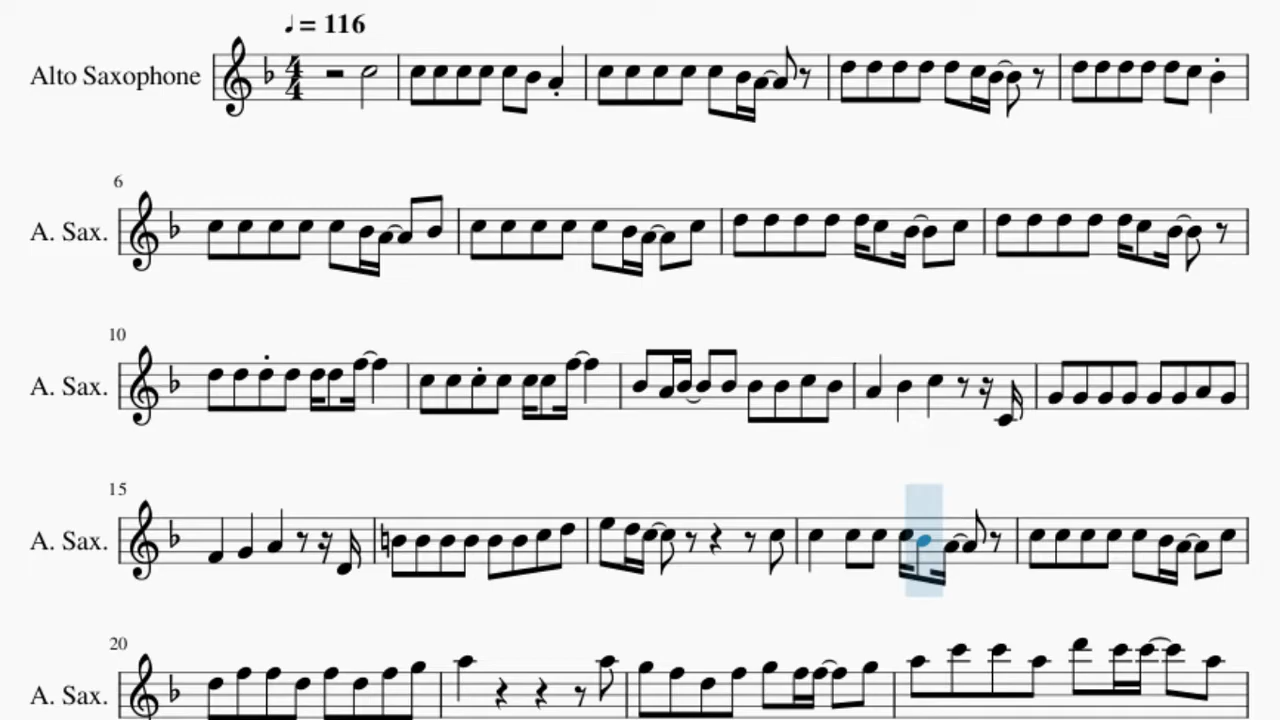 ♩ = 116
Alto Saxophone
4
4
6
A. Sax.
10
A. Sax.
15
A. Sax.
20
A. Sax.